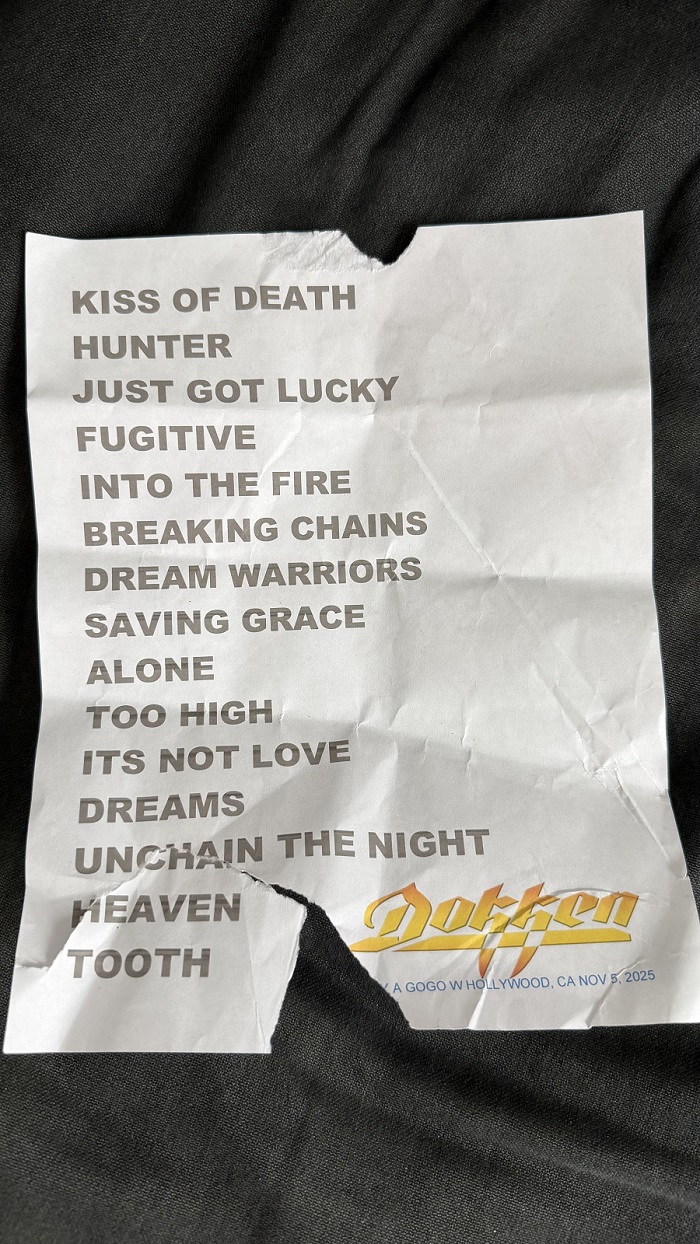 KISS OF DEATH
HUNTER
JUST GOT LUCKY
FUGITIVE
INTO THE FIRE
BREAKING CHAINS
DREAM WARRIORS
SAVING GRACE
ALONE
TOO HIGH
ITS NOT LOVE
DREAMS
UNCHAIN THE NIGHT
HEAVEN
TOOTH
Dokken
A GOGO W HOLLYWOOD, CA NOV 5, 2025